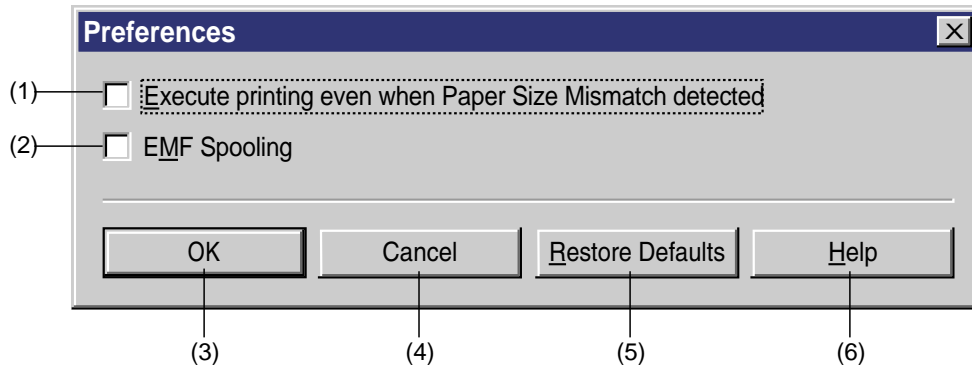 Preferences
(1) Execute printing even when Paper Size Mismatch detected
(2) EMF Spooling
OK Cancel Restore Defaults Help
(3) (4) (5) (6)